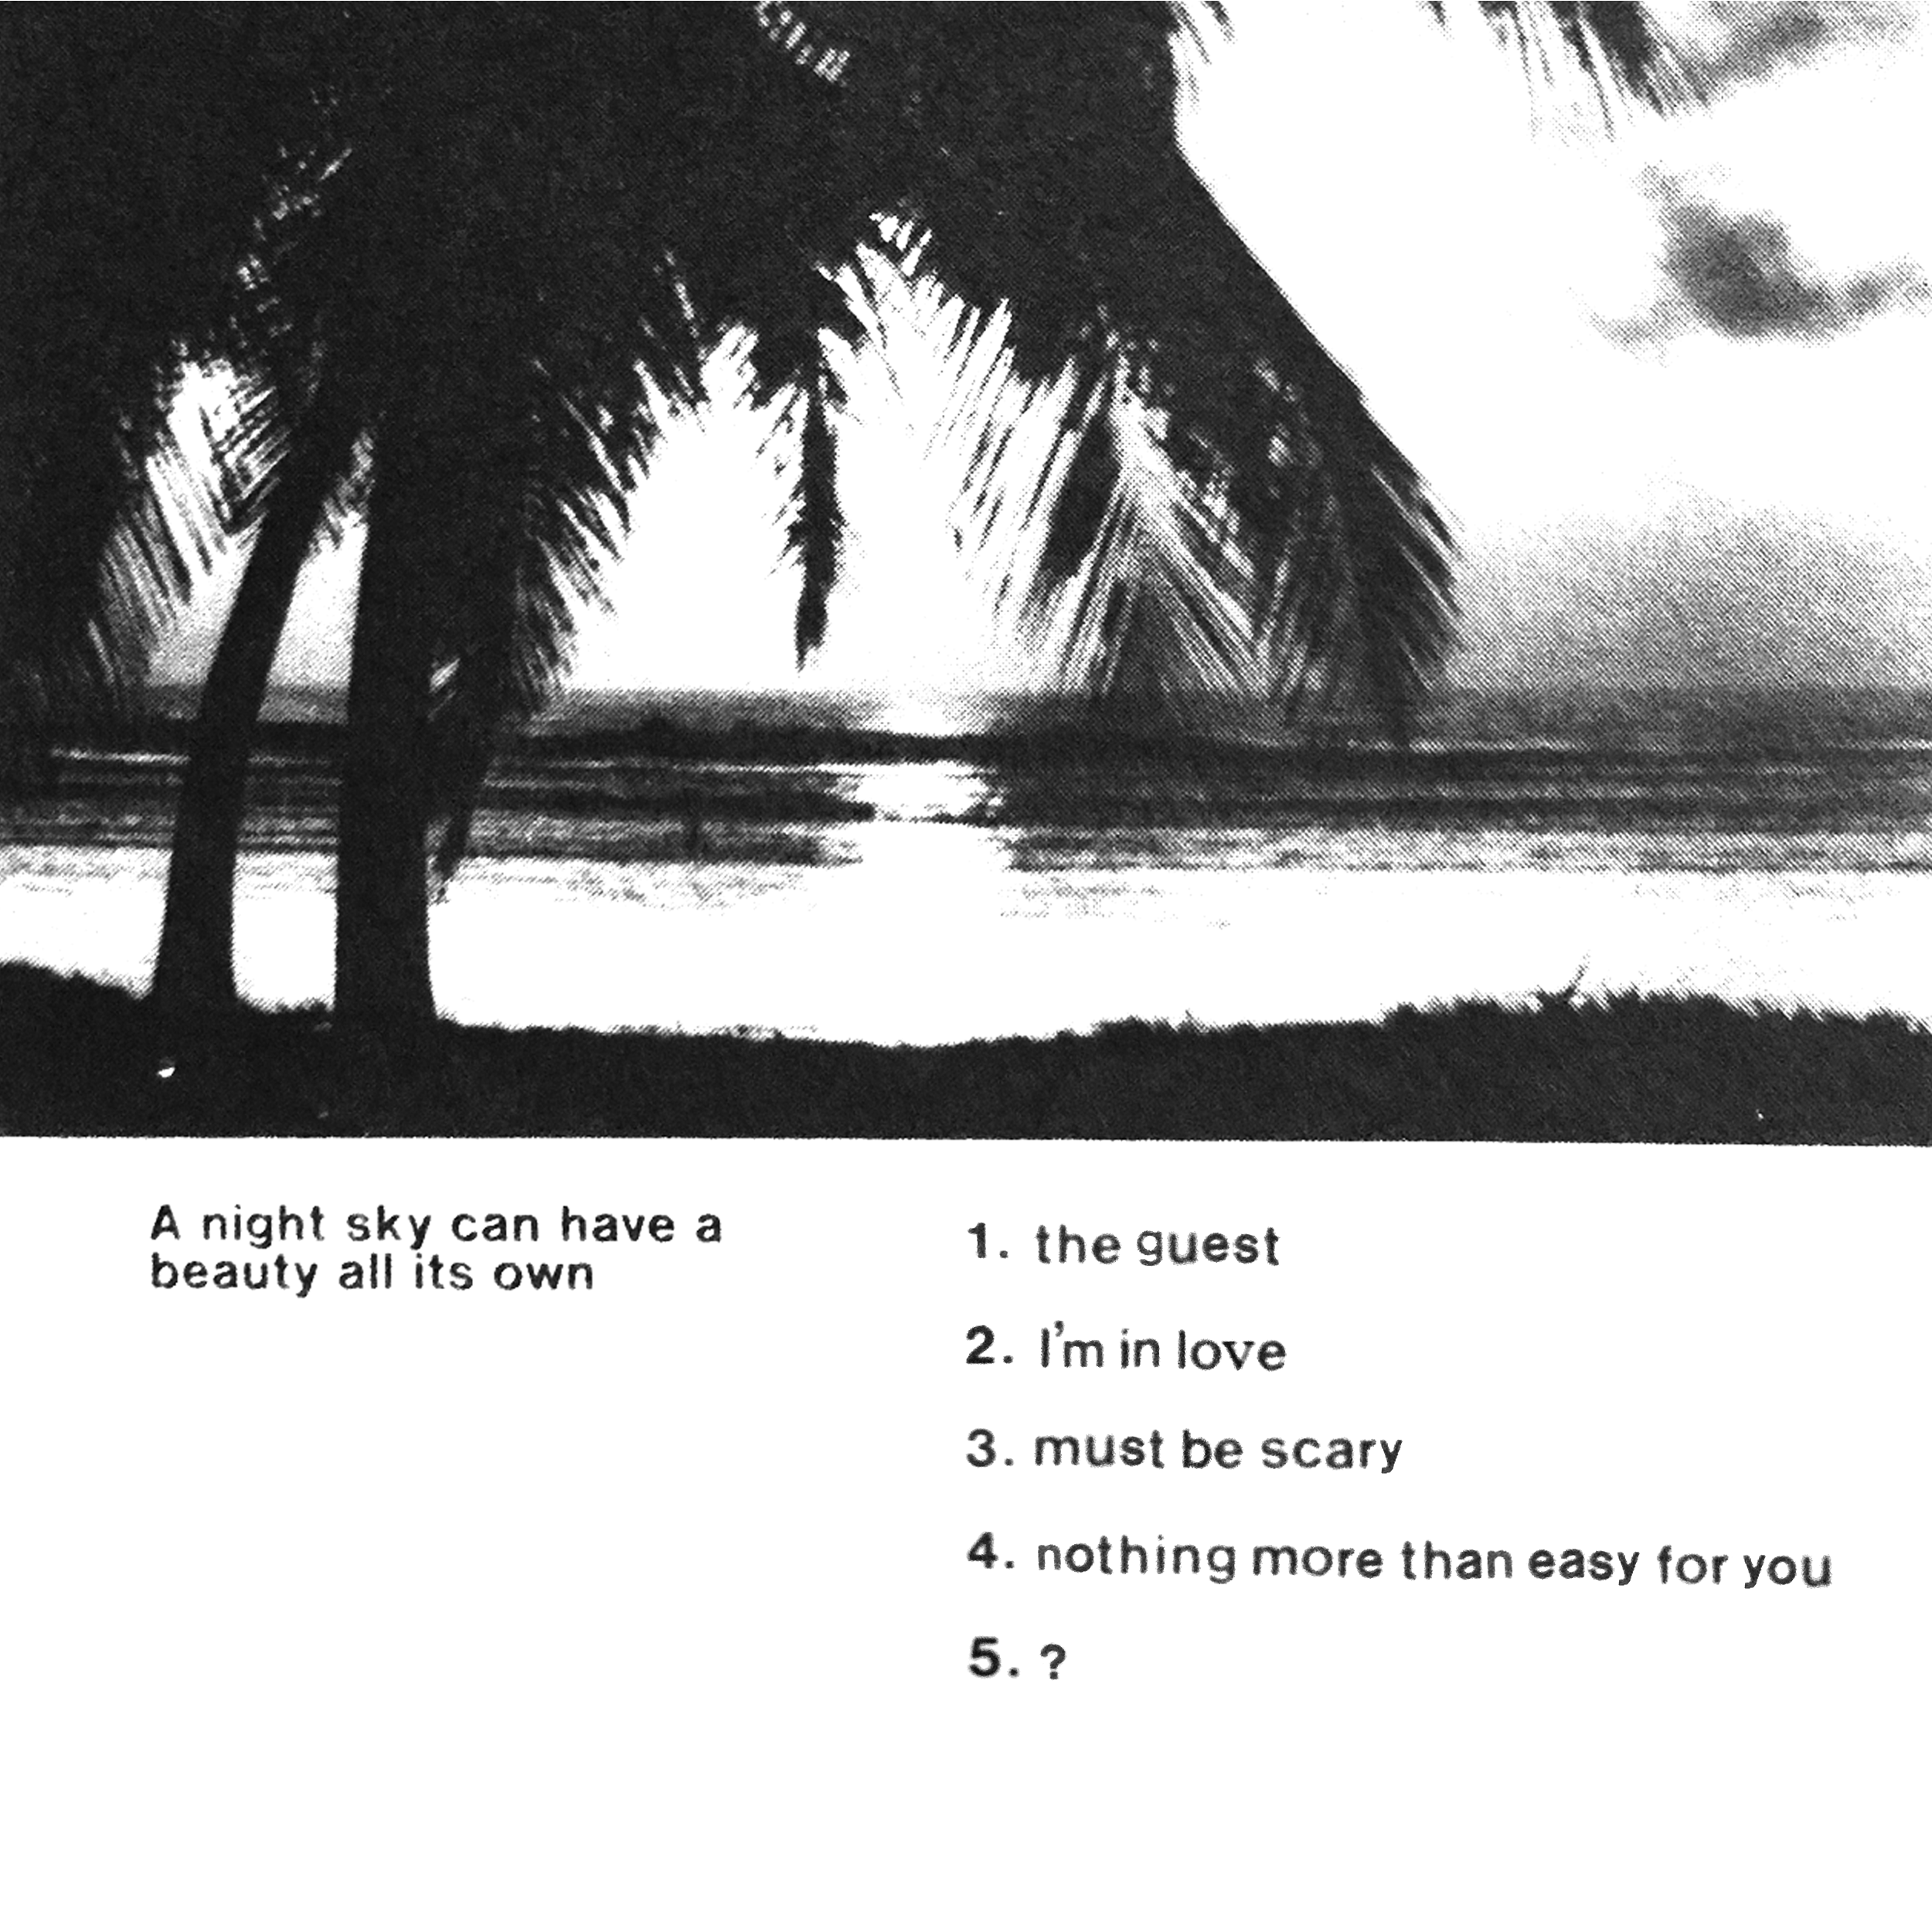 A night sky can have a
beauty all its own
1. the guest
2. I'm in love
3. must be scary
4. nothing more than easy for you
5. ?